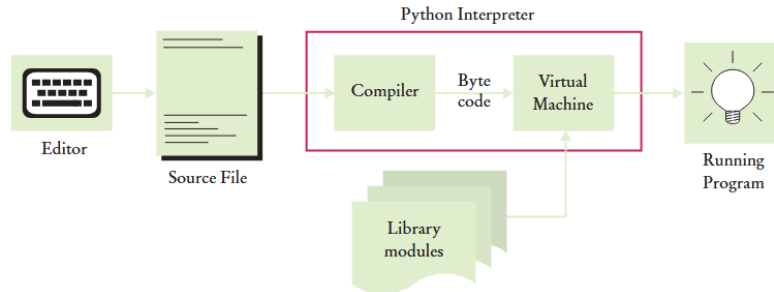 Python Interpreter
Editor
Source File
Compiler
Byte
code
Virtual
Machine
Running
Program
Library
modules